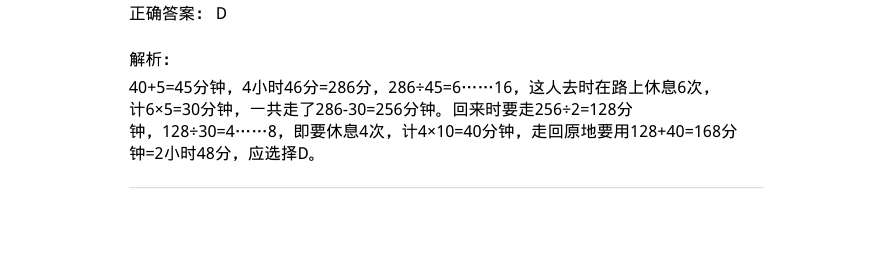 正确答案： D
解析：
40+5=45分钟，4小时46分=286分，286÷45=6……16，这人去时在路上休息6次，
计6×5=30分钟，一共走了286-30=256分钟。回来时要走256÷2=128分
钟，128÷30=4……8，即要休息4次，计4×10=40分钟，走回原地要用128+40=168分
钟=2小时48分，应选择D。